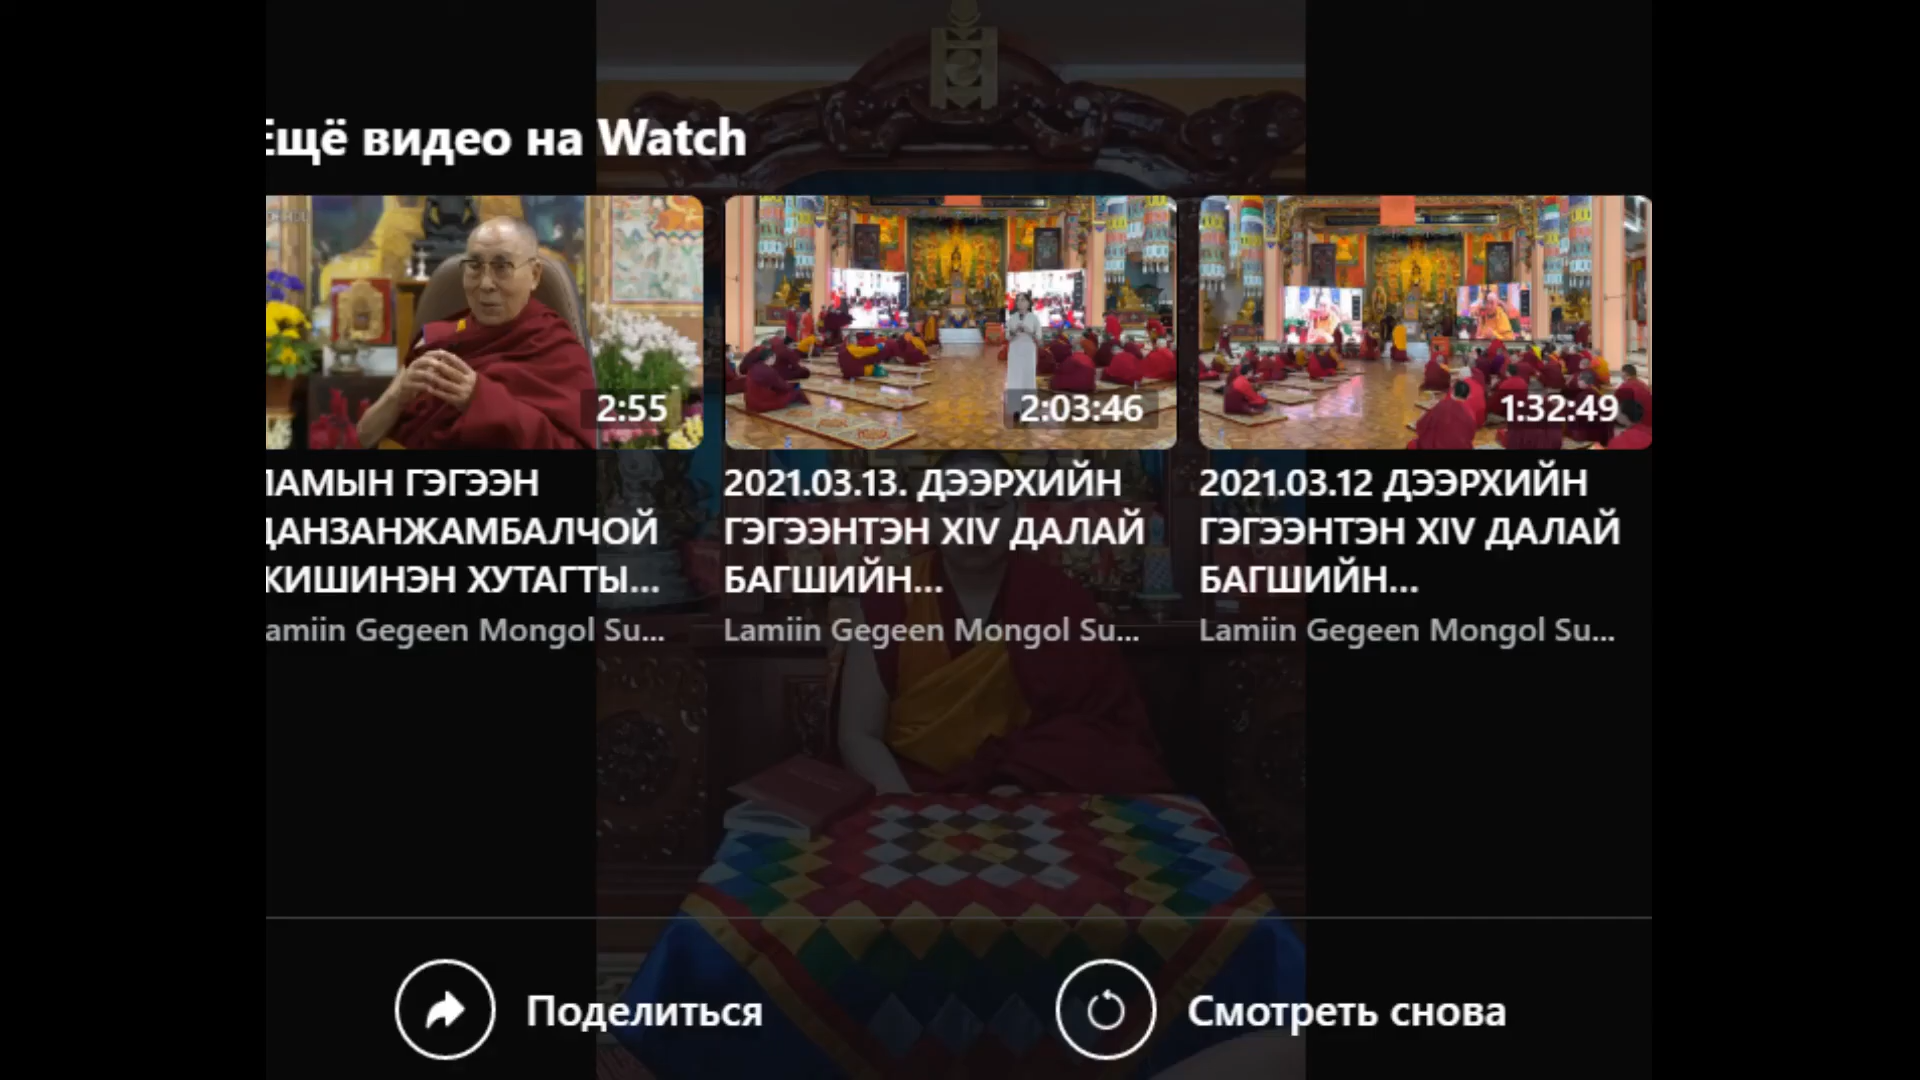 Ещё видео на Watch
2:55
2:03:46
1:32:49
ЛАМЫН ГЭГЭЭН
ДАНЗАНЖАМБАЛЧОЙ
ЖИШИНЭН ХУТАГТЫ...
Lamiin Gegeen Mongol Su...
2021.03.13. ДЭЭРХИЙН
ГЭГЭЭНТЭН XIV ДАЛАЙ
БАГШИЙН...
Lamiin Gegeen Mongol Su...
2021.03.12 ДЭЭРХИЙН
ГЭГЭЭНТЭН XIV ДАЛАЙ
БАГШИЙН...
Lamiin Gegeen Mongol Su...
Поделиться
Смотреть снова